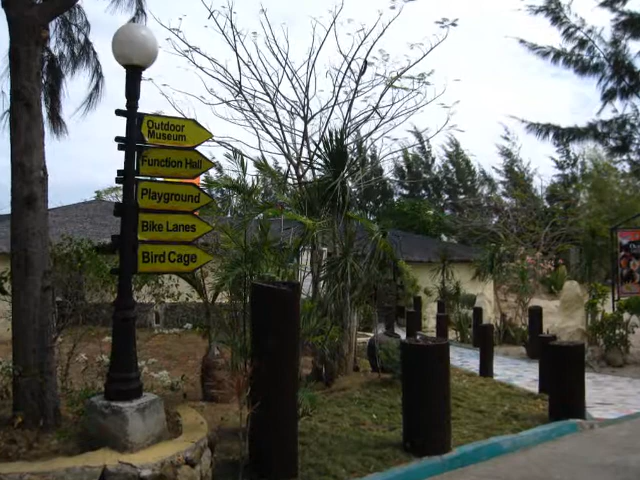 Outdoor
Museum
Function Hall
Playground
Bike Lanes
Bird Cage